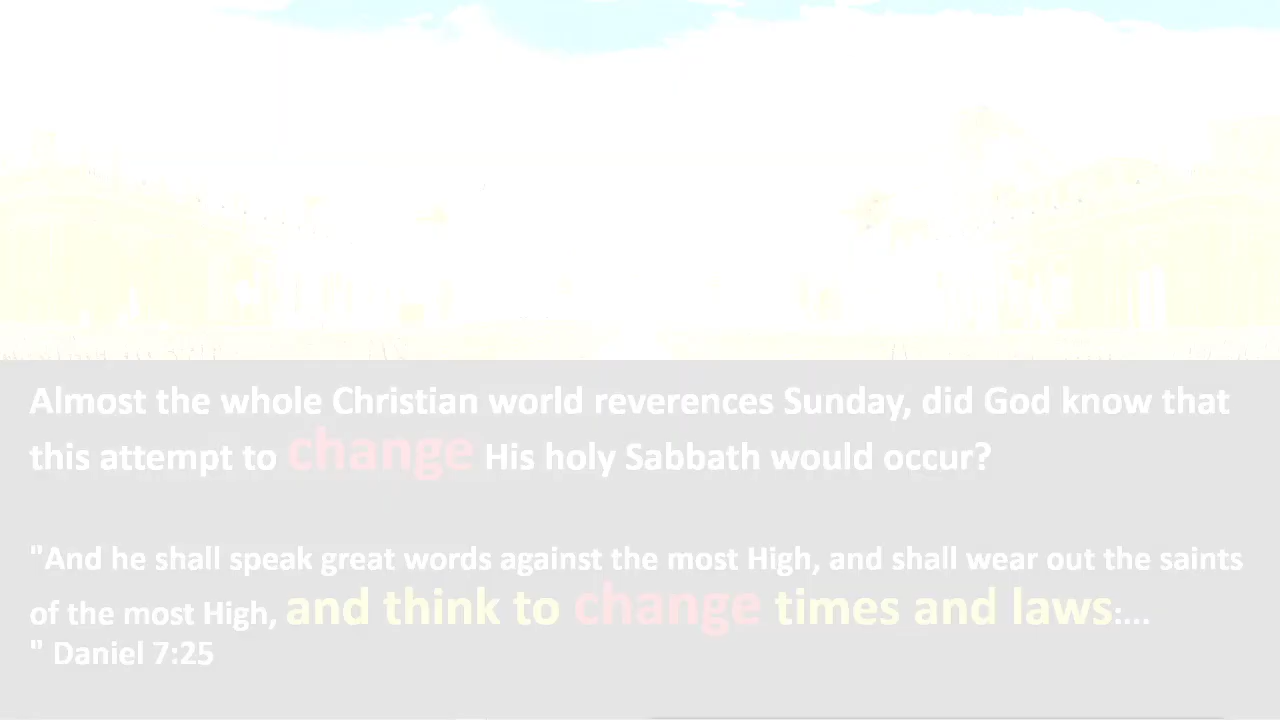 Almost the whole Christian world reverences Sunday, did God know that
this attempt to change His holy Sabbath would occur?
"And he shall speak great words against the most High, and shall wear out the saints
of the most High, and think to change times and laws:...
" Daniel 7:25